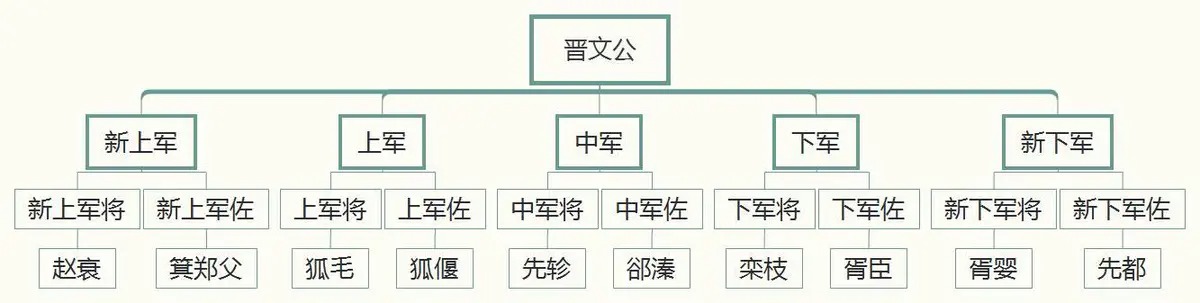 晋文公
新上军 上军 中军 下军 新下军
新上军将 新上军佐 上军将 上军佐 中军将 中军佐 下军将 下军佐 新下军将 新下军佐
赵衰 箕郑父 狐毛 狐偃 先轸 郤溱 栾枝 胥臣 胥婴 先都